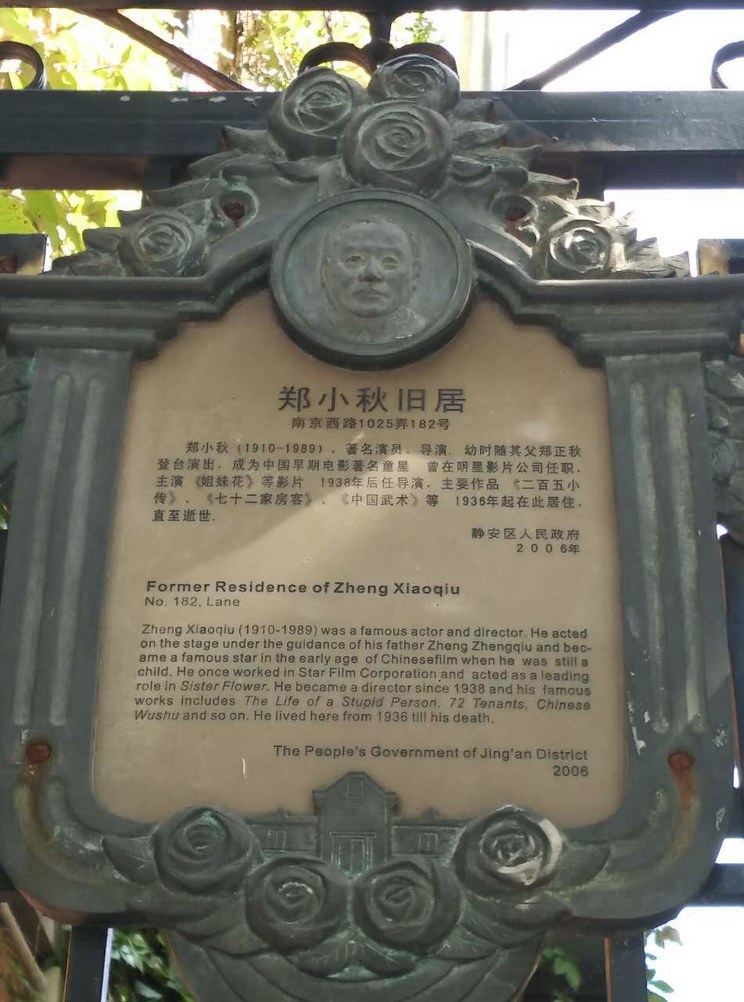 郑小秋旧居
南京西路1025弄182号
郑小秋（1910-1989），著名演员、导演．幼时随其父郑正秋
登台演出，成为中国早期电影著名童星 曾在明星影片公司任职，
主演《姐妹花》等影片 1938年后任导演．主要作品《二百五小
传》、《七十二家房客》、《中国武术》等 1936年起在此居住，
直至逝世．
静安区人民政府
2006年
Former Residence of Zheng Xiaoqiu
No. 182, Lane
Zheng Xiaoqiu (1910-1989) was a famous actor and director. He acted
on the stage under the guidance of his father Zheng Zhengqiu and bec-
ame a famous star in the early age of Chinesefilm when he was still a
child. He once worked in Star Film Corporation and acted as a leading
role in Sister Flower. He became a director since 1938 and his famous
works includes The Life of a Stupid Person. 72 Tenants. Chinese
Wushu and so on. He lived here from 1936 till his death.
The People's Government of Jing'an District
2006